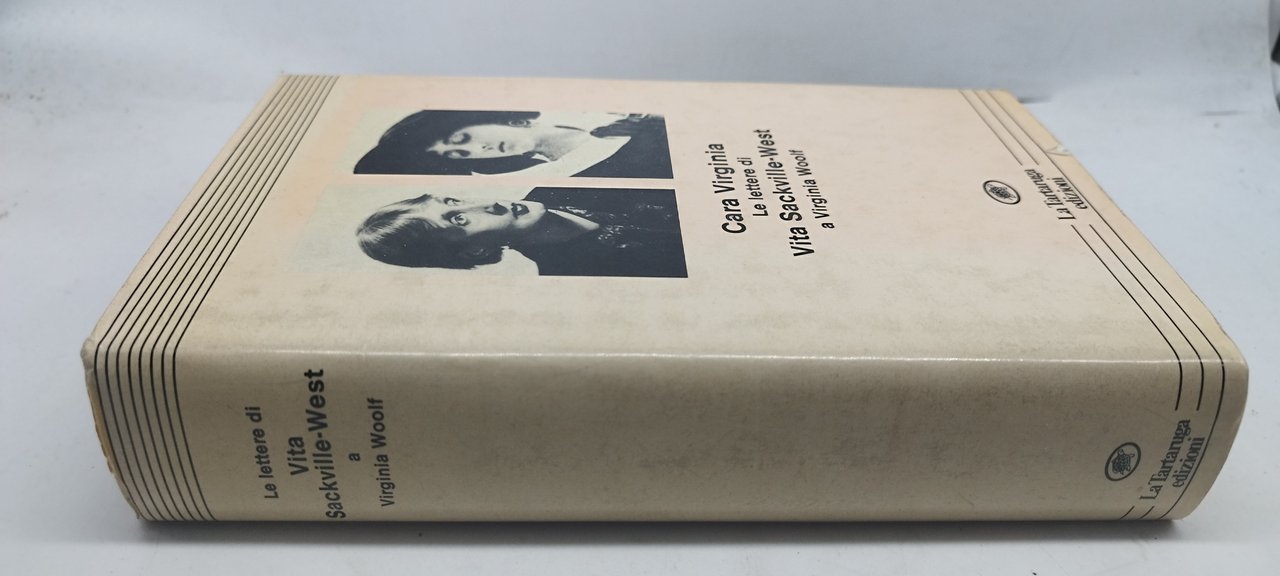 Cara Virginia
Le lettere di
Vita Sackville-West
a Virginia Woolf
La Tartaruga
edizioni
Le lettere di
Vita
Sackville-West
a
Virginia Woolf
La Tartaruga
edizioni